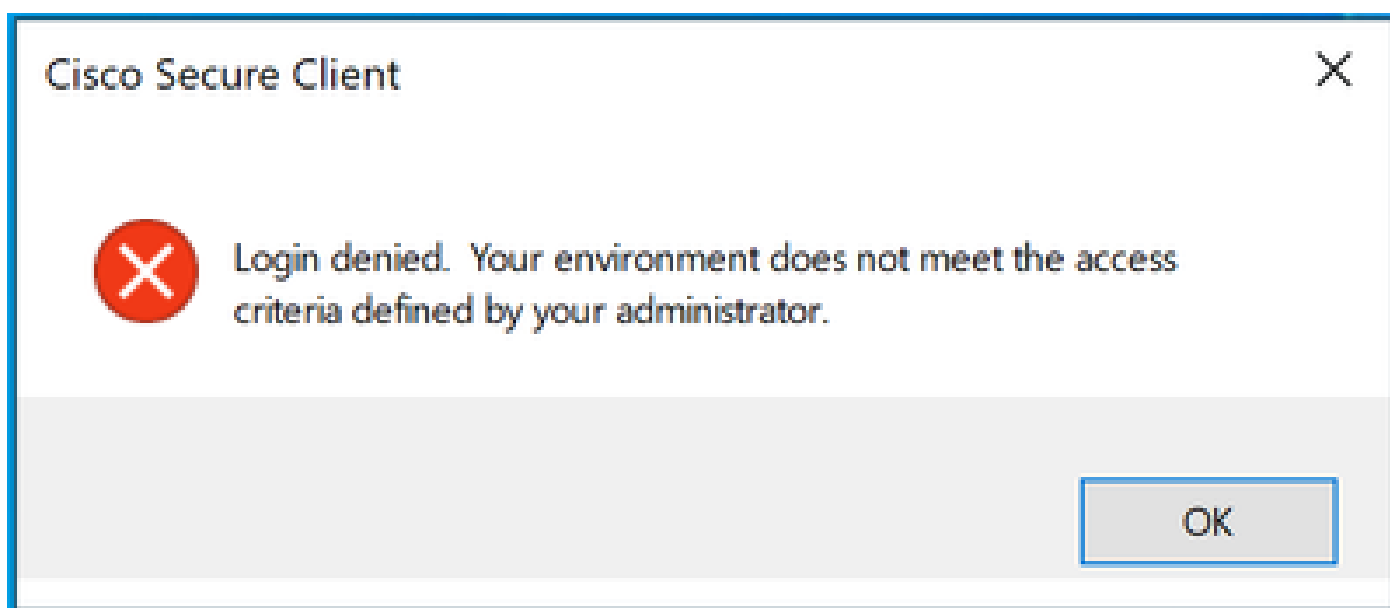 Cisco Secure Client
Login denied.  Your environment does not meet the access
criteria defined by your administrator.
OK